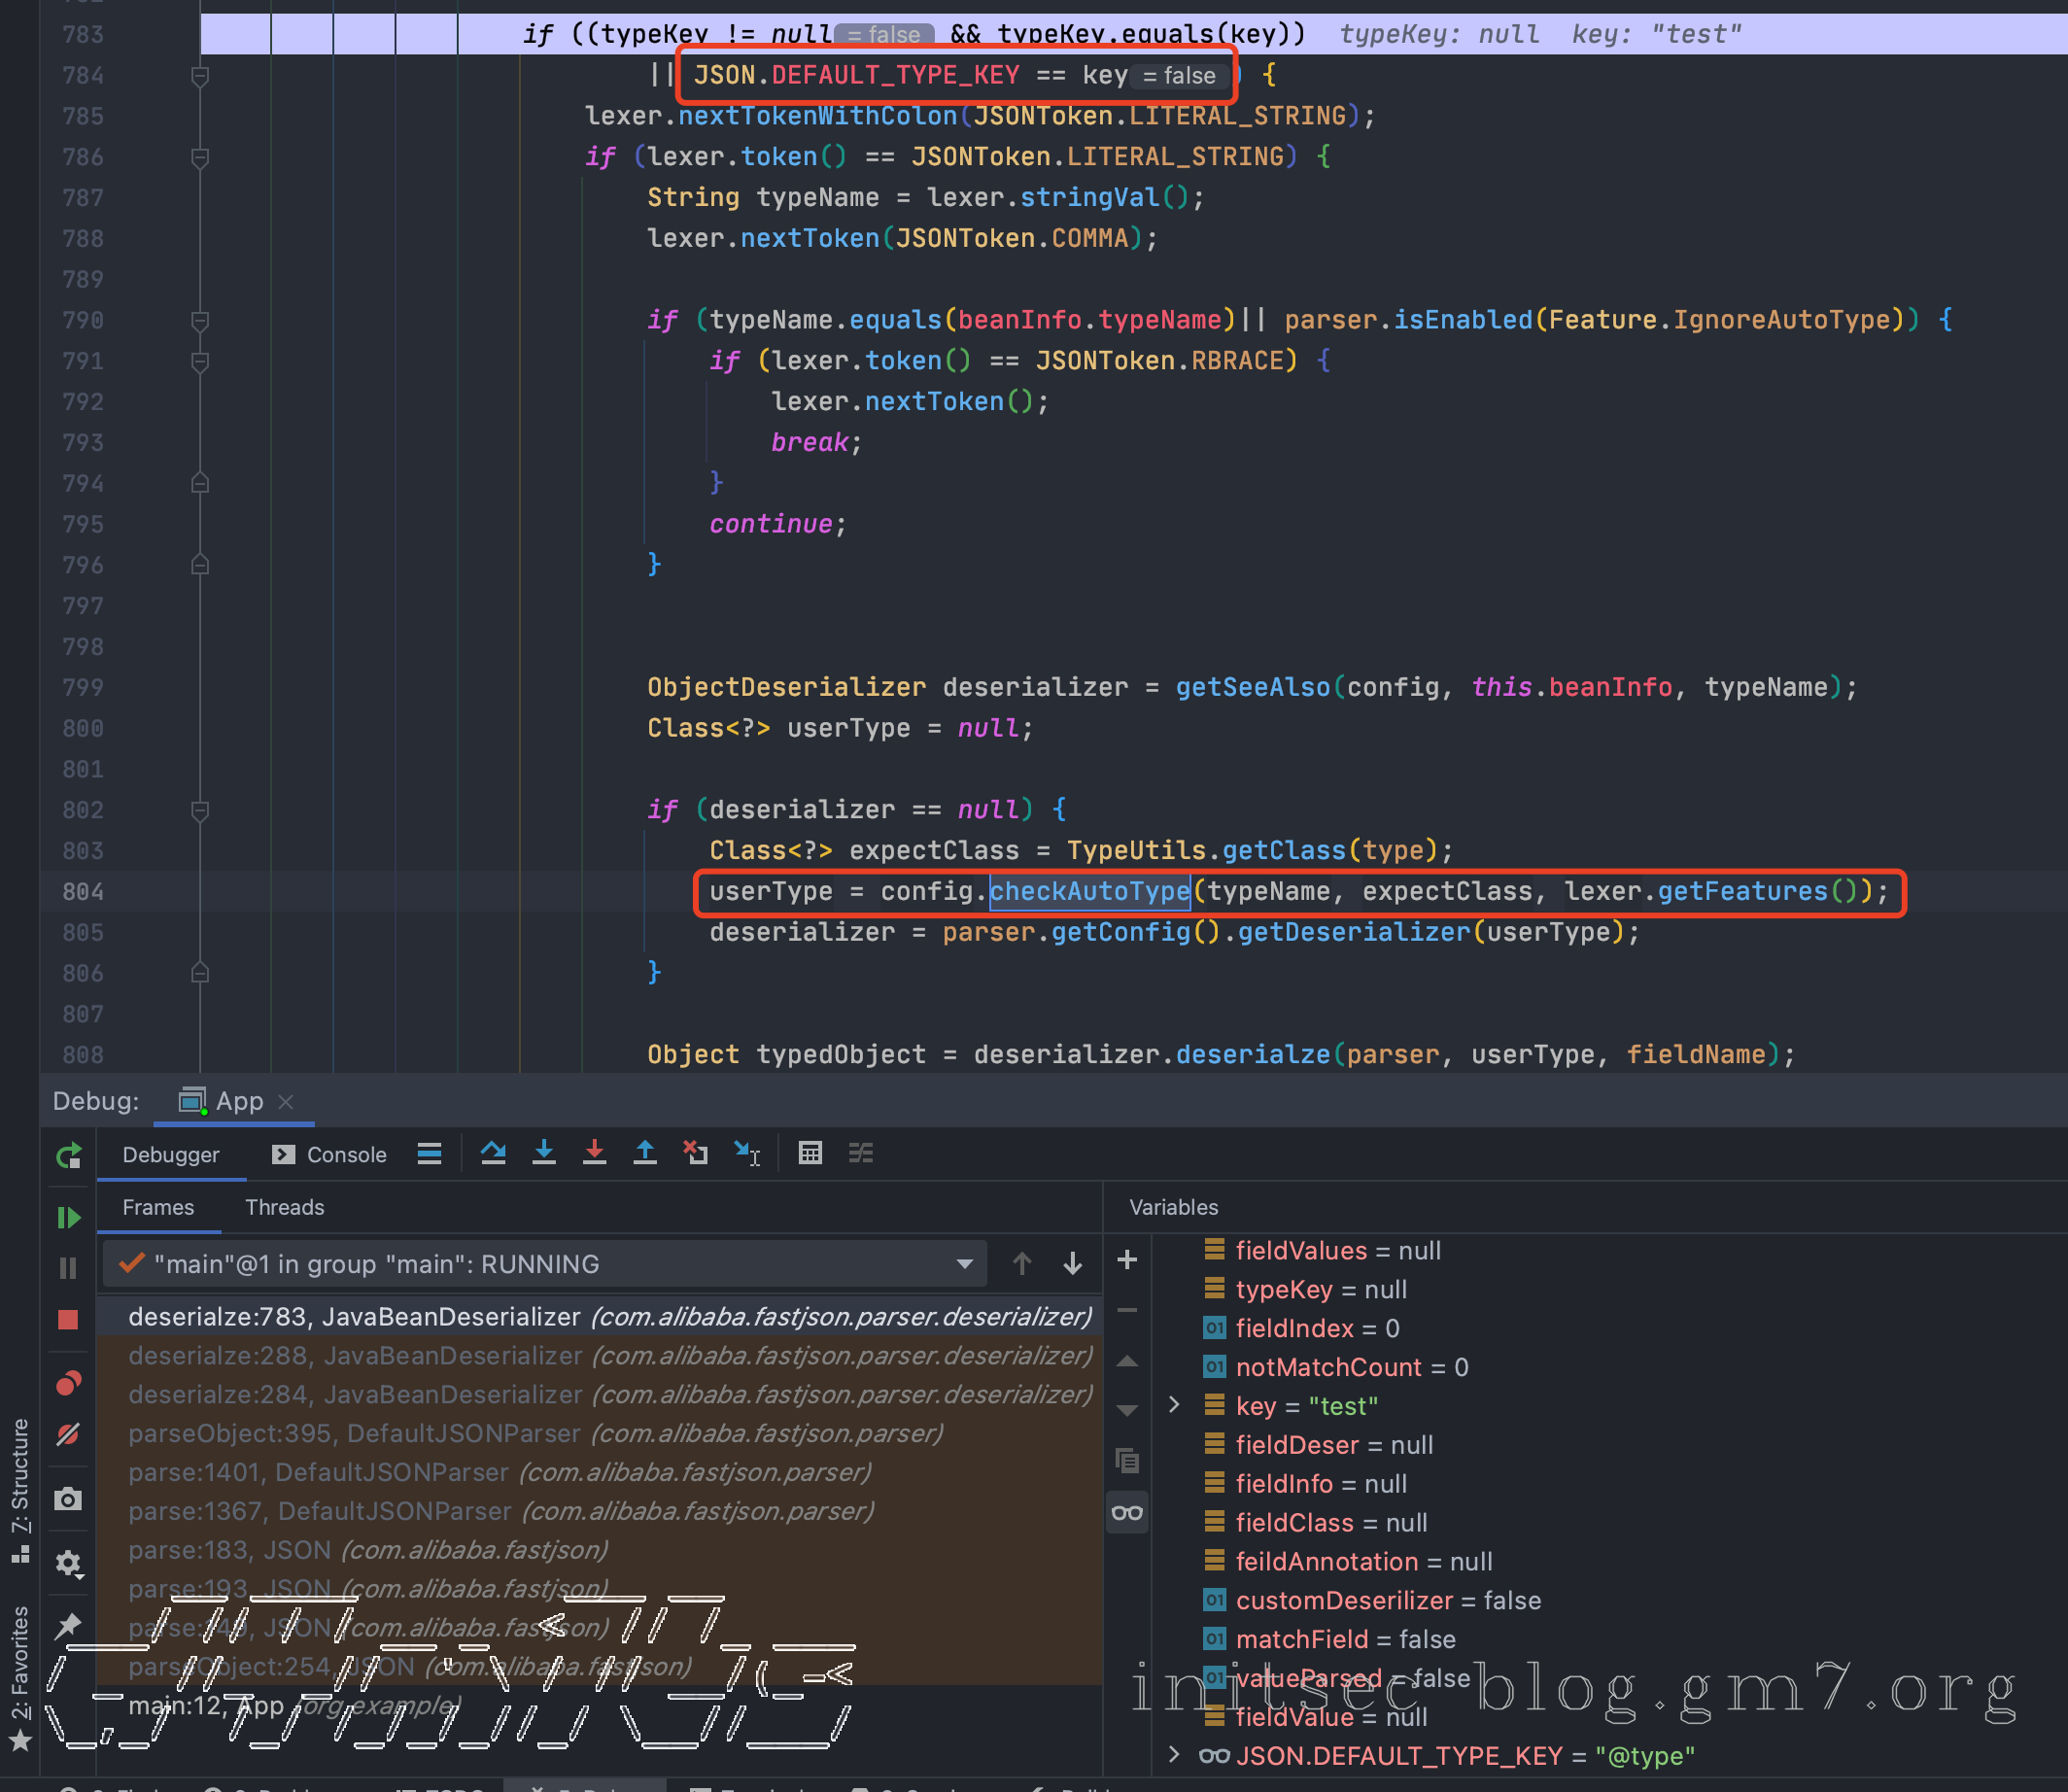 783 if ((typeKey != null = false && typeKey.equals(key)) typeKey: null key: "test"
784 || JSON.DEFAULT_TYPE_KEY == key = false ) {
785 lexer.nextTokenWithColon(JSONToken.LITERAL_STRING);
786 if (lexer.token() == JSONToken.LITERAL_STRING) {
787 String typeName = lexer.stringVal();
788 lexer.nextToken(JSONToken.COMMA);
789
790 if (typeName.equals(beanInfo.typeName)|| parser.isEnabled(Feature.IgnoreAutoType)) {
791 if (lexer.token() == JSONToken.RBRACE) {
792 lexer.nextToken();
793 break;
794 }
795 continue;
796 }
797
798
799 ObjectDeserializer deserializer = getSeeAlso(config, this.beanInfo, typeName);
800 Class<?> userType = null;
801
802 if (deserializer == null) {
803 Class<?> expectClass = TypeUtils.getClass(type);
804 userType = config.checkAutoType(typeName, expectClass, lexer.getFeatures());
805 deserializer = parser.getConfig().getDeserializer(userType);
806 }
807
808 Object typedObject = deserializer.deserialze(parser, userType, fieldName);
Debug: App
Debugger Console
Frames Threads
"main"@1 in group "main": RUNNING
deserialze:783, JavaBeanDeserializer (com.alibaba.fastjson.parser.deserializer)
deserialze:288, JavaBeanDeserializer (com.alibaba.fastjson.parser.deserializer)
deserialze:284, JavaBeanDeserializer (com.alibaba.fastjson.parser.deserializer)
parseObject:395, DefaultJSONParser (com.alibaba.fastjson.parser)
parse:1401, DefaultJSONParser (com.alibaba.fastjson.parser)
parse:1367, DefaultJSONParser (com.alibaba.fastjson.parser)
parse:183, JSON (com.alibaba.fastjson)
parse:193, JSON (com.alibaba.fastjson)
parse:149, JSON (com.alibaba.fastjson)
parseObject:254, JSON (com.alibaba.fastjson)
main:12, App (org.example)
Variables
fieldValues = null
typeKey = null
fieldIndex = 0
notMatchCount = 0
key = "test"
fieldDeser = null
fieldInfo = null
fieldClass = null
feildAnnotation = null
customDeserilizer = false
matchField = false
valueParsed = false
fieldValue = null
JSON.DEFAULT_TYPE_KEY = "@type"
initsec blog.gm7.org
7: Structure
2: Favorites